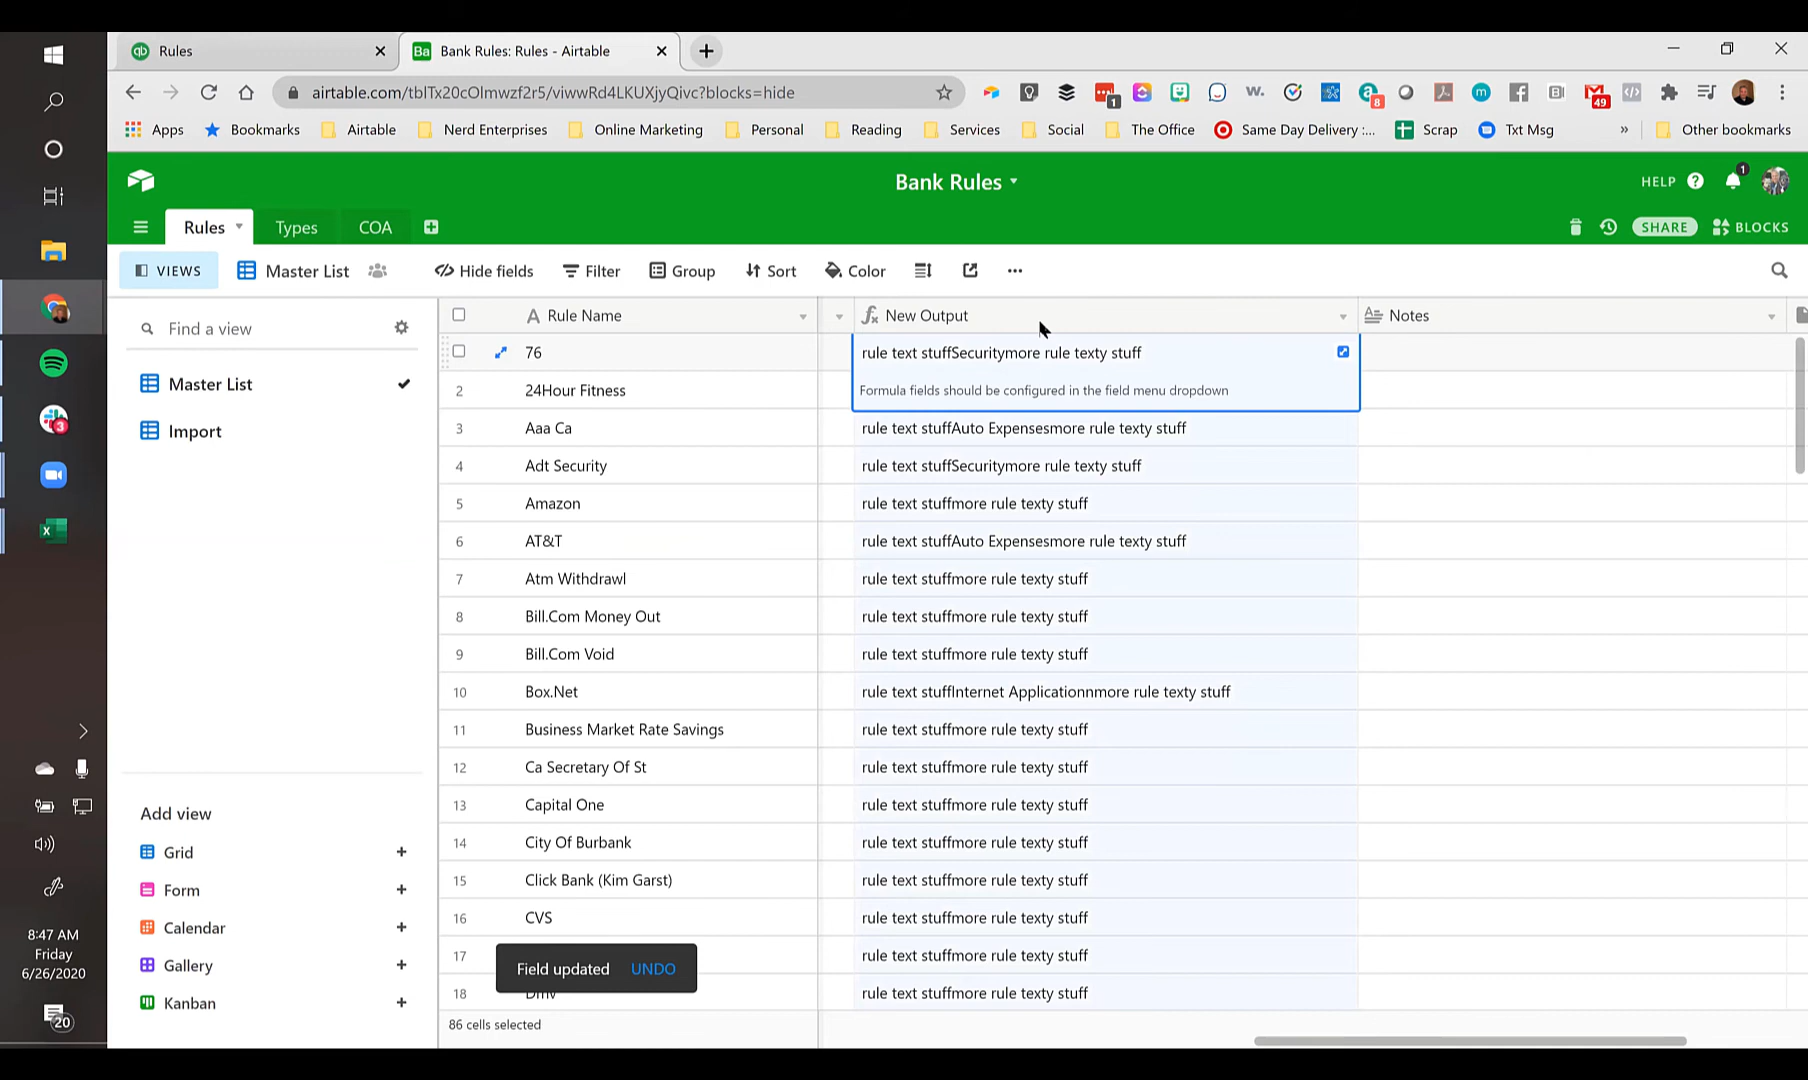 Rules
Bank Rules: Rules - Airtable
airtable.com/tblTx20cOlmwzf2r5/viwwRd4LKUXjyQivc?blocks=hide
1
w.
8
49
Apps
Bookmarks
Airtable
Nerd Enterprises
Online Marketing
Personal
Reading
Services
Social
The Office
Same Day Delivery :...
Scrap
Txt Msg
»
Other bookmarks
Bank Rules
HELP
1
Rules
Types
COA
SHARE
BLOCKS
VIEWS
Master List
Hide fields
Filter
Group
Sort
Color
Find a view
Master List
Import
Add view
Grid
Form
Calendar
Gallery
Kanban
Rule Name
New Output
Notes
76
rule text stuffSecuritymore rule texty stuff
Formula fields should be configured in the field menu dropdown
2
24Hour Fitness
3
Aaa Ca
rule text stuffAuto Expensesmore rule texty stuff
4
Adt Security
rule text stuffSecuritymore rule texty stuff
5
Amazon
rule text stuffmore rule texty stuff
6
AT&T
rule text stuffAuto Expensesmore rule texty stuff
7
Atm Withdrawl
rule text stuffmore rule texty stuff
8
Bill.Com Money Out
rule text stuffmore rule texty stuff
9
Bill.Com Void
rule text stuffmore rule texty stuff
10
Box.Net
rule text stuffInternet Applicationnmore rule texty stuff
11
Business Market Rate Savings
rule text stuffmore rule texty stuff
12
Ca Secretary Of St
rule text stuffmore rule texty stuff
13
Capital One
rule text stuffmore rule texty stuff
14
City Of Burbank
rule text stuffmore rule texty stuff
15
Click Bank (Kim Garst)
rule text stuffmore rule texty stuff
16
CVS
rule text stuffmore rule texty stuff
17
rule text stuffmore rule texty stuff
Field updated
UNDO
18
Dmv
rule text stuffmore rule texty stuff
86 cells selected
3
8:47 AM
Friday
6/26/2020
20